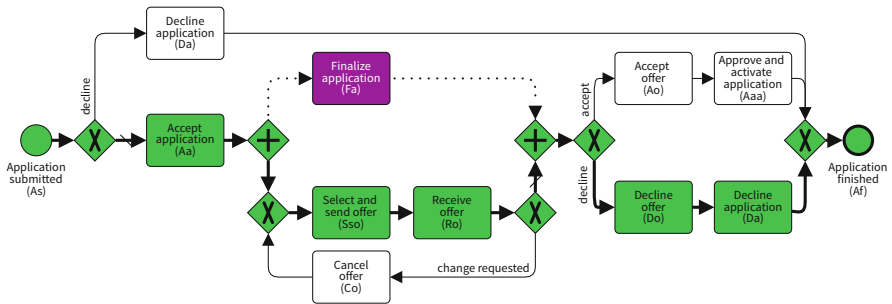 Decline
application
(Da)
decline
Application
submitted
(As)
Accept
application
(Aa)
Finalize
application
(Fa)
Select and
send offer
(Sso)
Receive
offer
(Ro)
Cancel
offer
(Co)
change requested
accept
decline
Accept
offer
(Ao)
Approve and
activate
application
(Aaa)
Decline
offer
(Do)
Decline
application
(Da)
Application
finished
(Af)